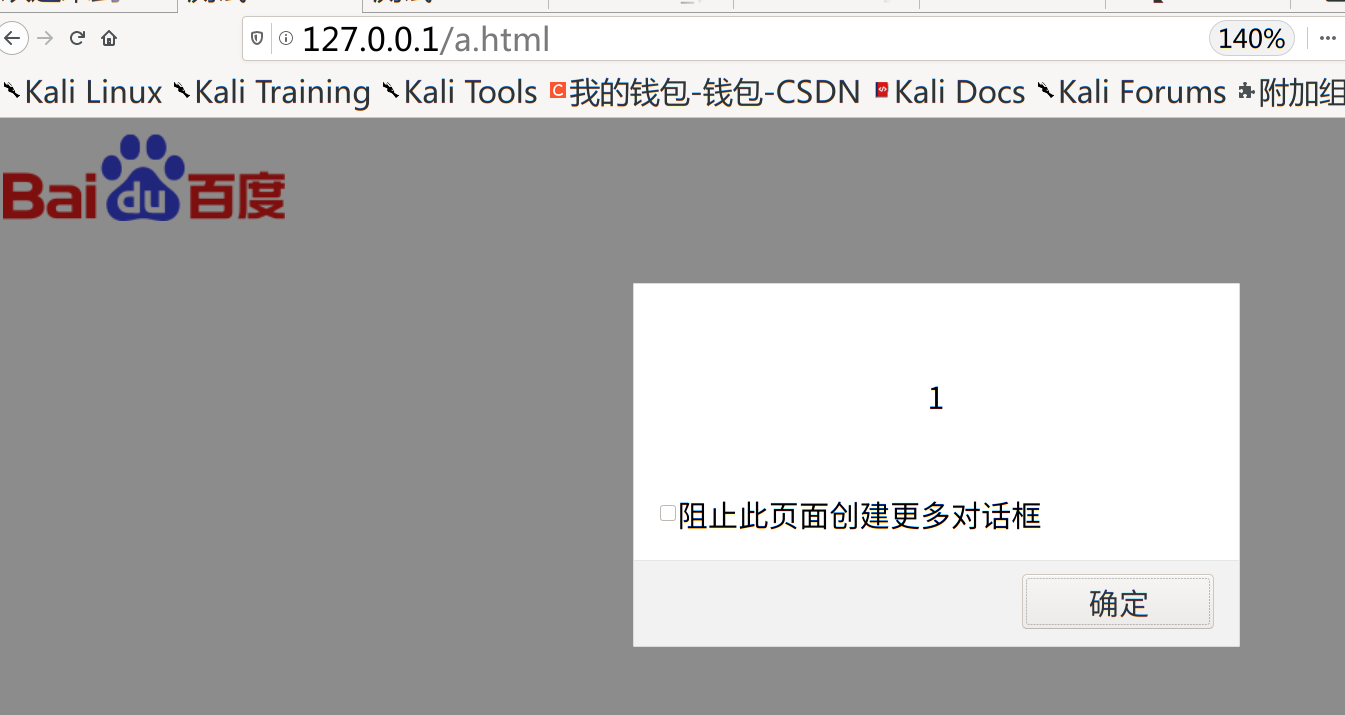 127.0.0.1/a.html
140%
Kali Linux Kali Training Kali Tools 我的钱包-钱包-CSDN Kali Docs Kali Forums 附加组
Bai du 百度
1
阻止此页面创建更多对话框
确定